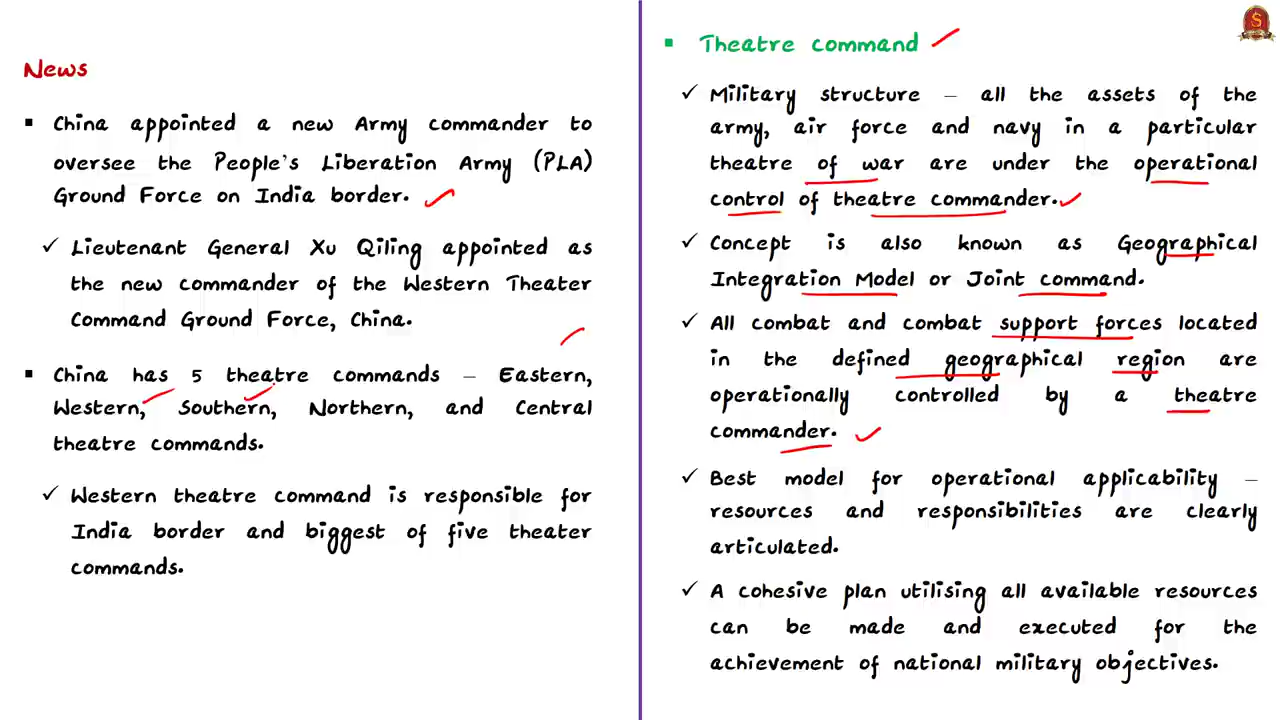 News
▪ China appointed a new Army commander to
oversee the People's Liberation Army (PLA)
Ground Force on India border.
✓ Lieutenant General Xu Qiling appointed as
the new commander of the Western Theater
Command Ground Force, China.
▪ China has 5 theatre commands – Eastern,
Western, Southern, Northern, and Central
theatre commands.
✓ Western theatre command is responsible for
India border and biggest of five theater
commands.
▪ Theatre command
✓ Military structure – all the assets of the
army, air force and navy in a particular
theatre of war are under the operational
control of theatre commander.
✓ Concept is also known as Geographical
Integration Model or Joint command.
✓ All combat and combat support forces located
in the defined geographical region are
operationally controlled by a theatre
commander.
✓ Best model for operational applicability –
resources and responsibilities are clearly
articulated.
✓ A cohesive plan utilising all available resources
can be made and executed for the
achievement of national military objectives.